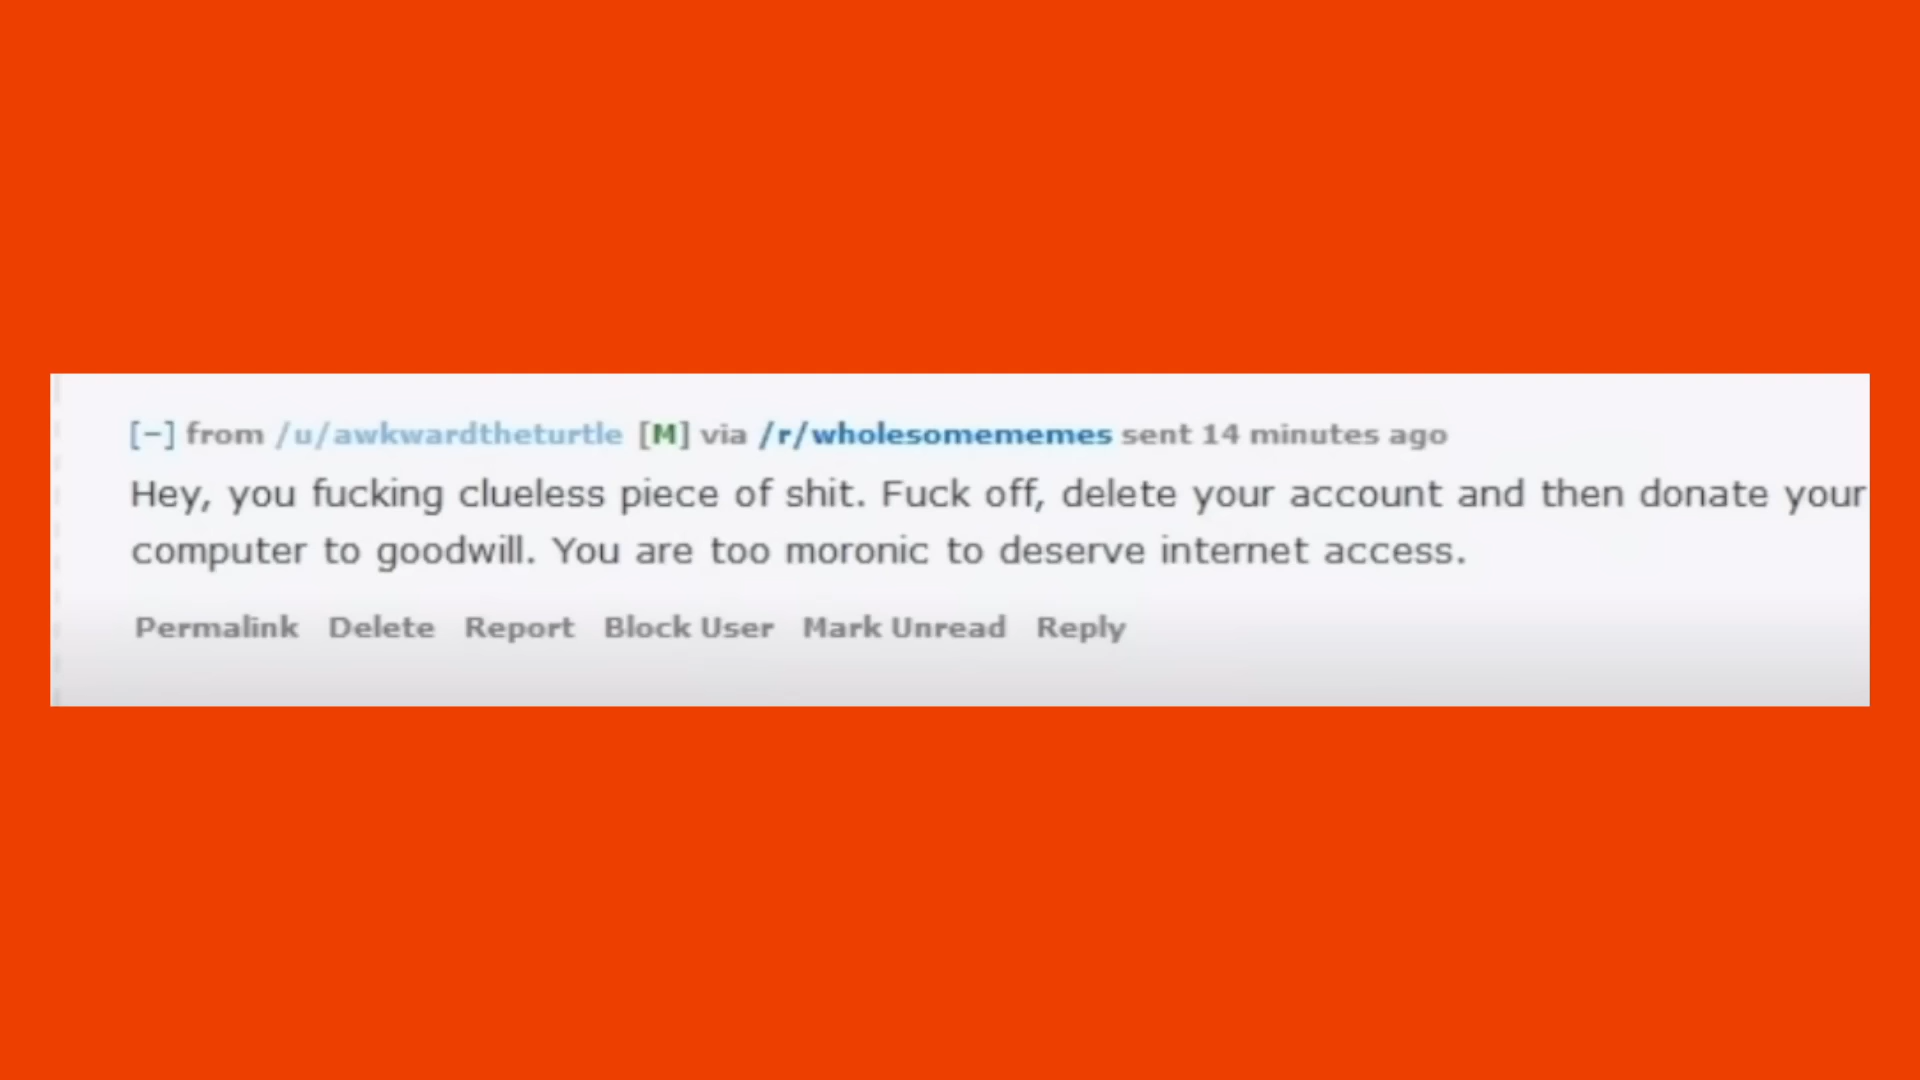 [-] from /u/awkwardtheturtle [M] via /r/wholesomememes sent 14 minutes ago
Hey, you fucking clueless piece of shit. Fuck off, delete your account and then donate your
computer to goodwill. You are too moronic to deserve internet access.
Permalink Delete Report Block User Mark Unread Reply